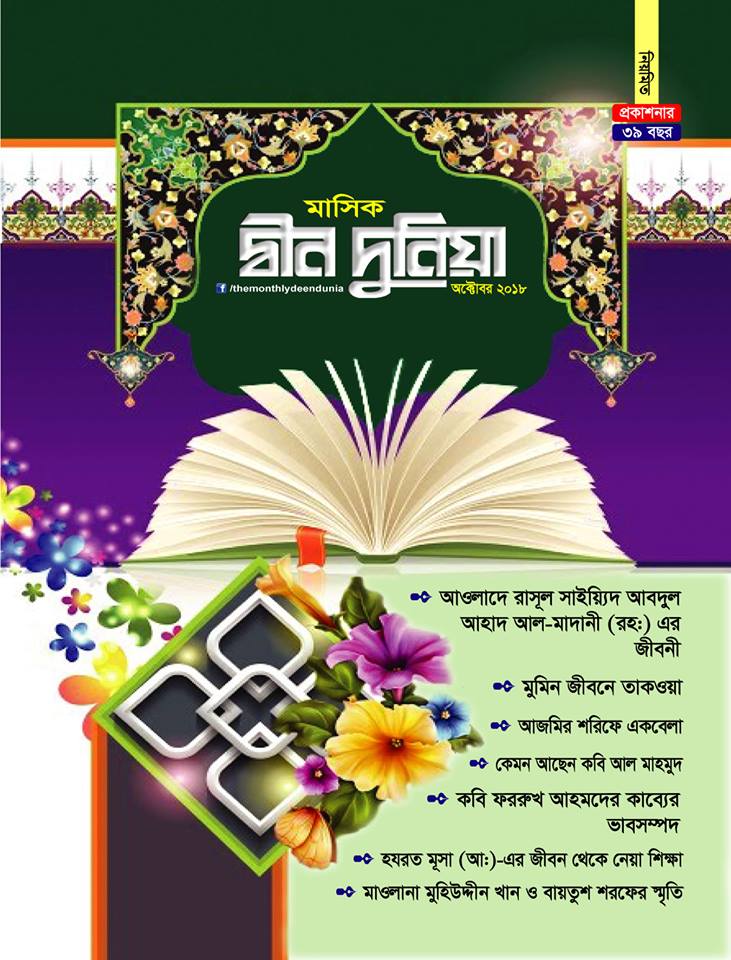 নিয়মিত
প্রকাশনার
৩৯ বছর
মাসিক
দ্বীন দুনিয়া
/themonthlydeendunia
অক্টোবর ২০১৮
আওলাদে রাসূল সাইয়্যিদ আবদুল
আহাদ আল-মাদানী (রহ:) এর
জীবনী
মুমিন জীবনে তাকওয়া
আজমির শরিফে একবেলা
কেমন আছেন কবি আল মাহমুদ
কবি ফররুখ আহমদের কাব্যের
ভাবসম্পদ
হযরত মূসা (আ:)-এর জীবন থেকে নেয়া শিক্ষা
মাওলানা মুহিউদ্দীন খান ও বায়তুশ শরফের স্মৃতি